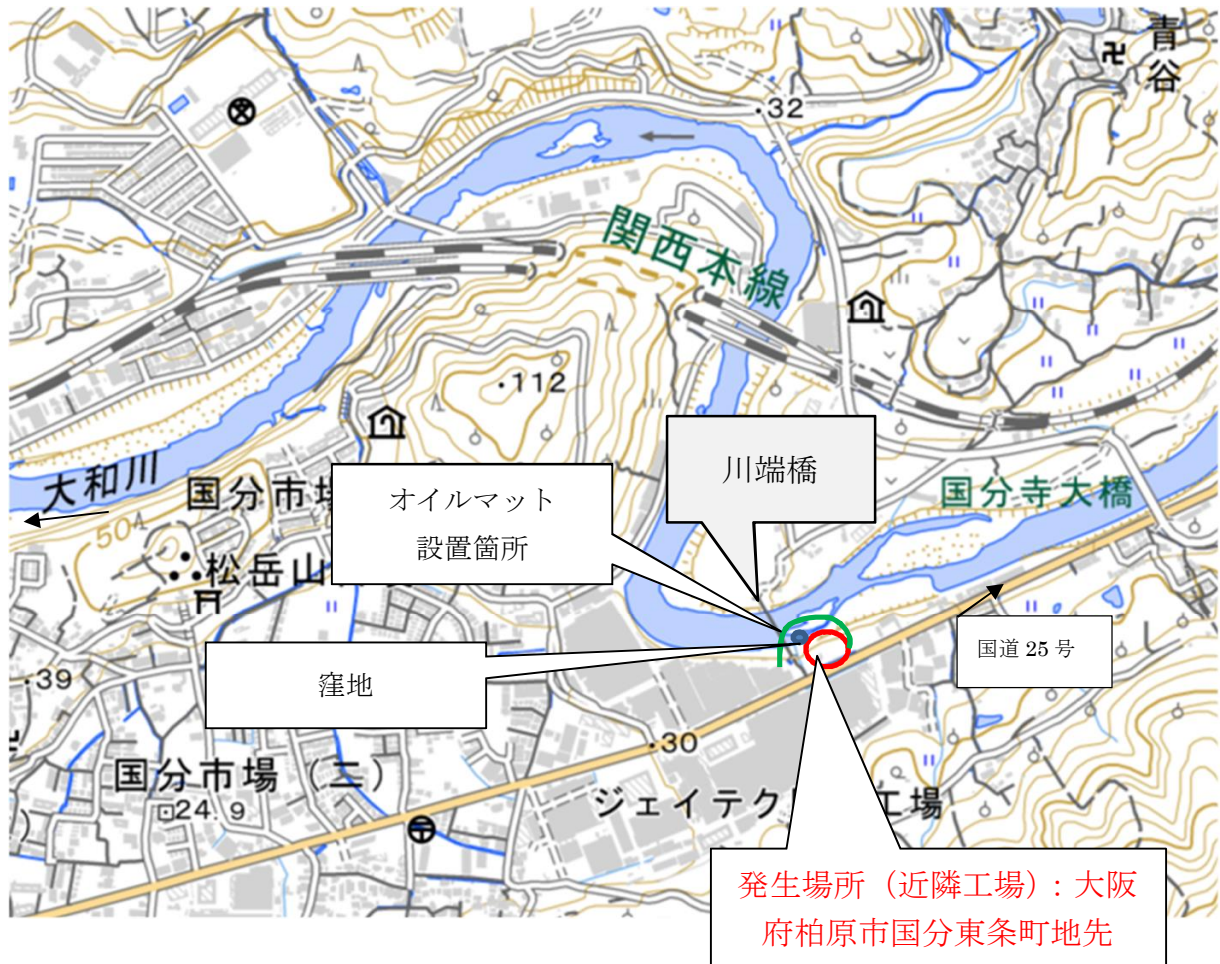 青谷
・32
関西本線
・112
大和川
国分市場
オイルマット
設置箇所
川端橋
国分寺大橋
50
松岳山
国道 25 号
窪地
・39
・30
国分市場（二）
24.9
ジェイテク
工場
発生場所（近隣工場）: 大阪
府柏原市国分東条町地先